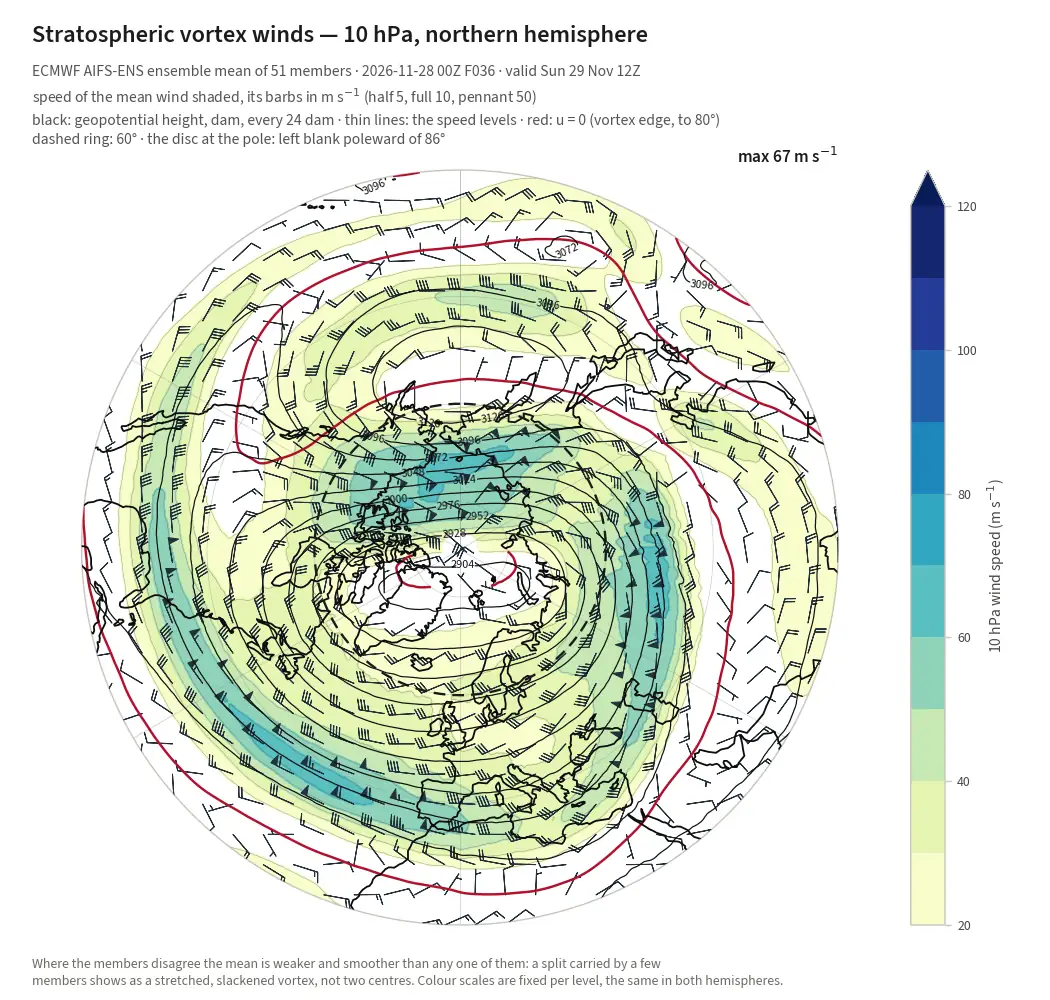 Stratospheric vortex winds — 10 hPa, northern hemisphere
ECMWF AIFS-ENS ensemble mean of 51 members · 2026-11-28 00Z F036 · valid Sun 29 Nov 12Z
speed of the mean wind shaded, its barbs in m s⁻¹ (half 5, full 10, pennant 50)
black: geopotential height, dam, every 24 dam · thin lines: the speed levels · red: u = 0 (vortex edge, to 80°)
dashed ring: 60° · the disc at the pole: left blank poleward of 86°
max 67 m s⁻¹
3096
3072
3096
3096
3096
3096
3048
3024
3000
2976
2952
2928
2904
120
100
80
60
40
20
10 hPa wind speed (m s⁻¹)
Where the members disagree the mean is weaker and smoother than any one of them: a split carried by a few
members shows as a stretched, slackened vortex, not two centres. Colour scales are fixed per level, the same in both hemispheres.